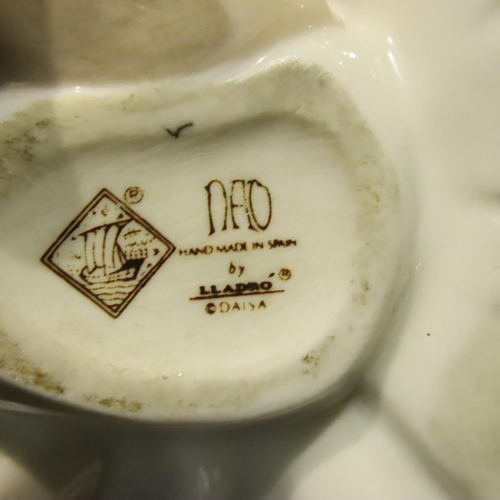 ®
NAO
HAND MADE IN SPAIN
by
LLADRÓ ®
© DAISA